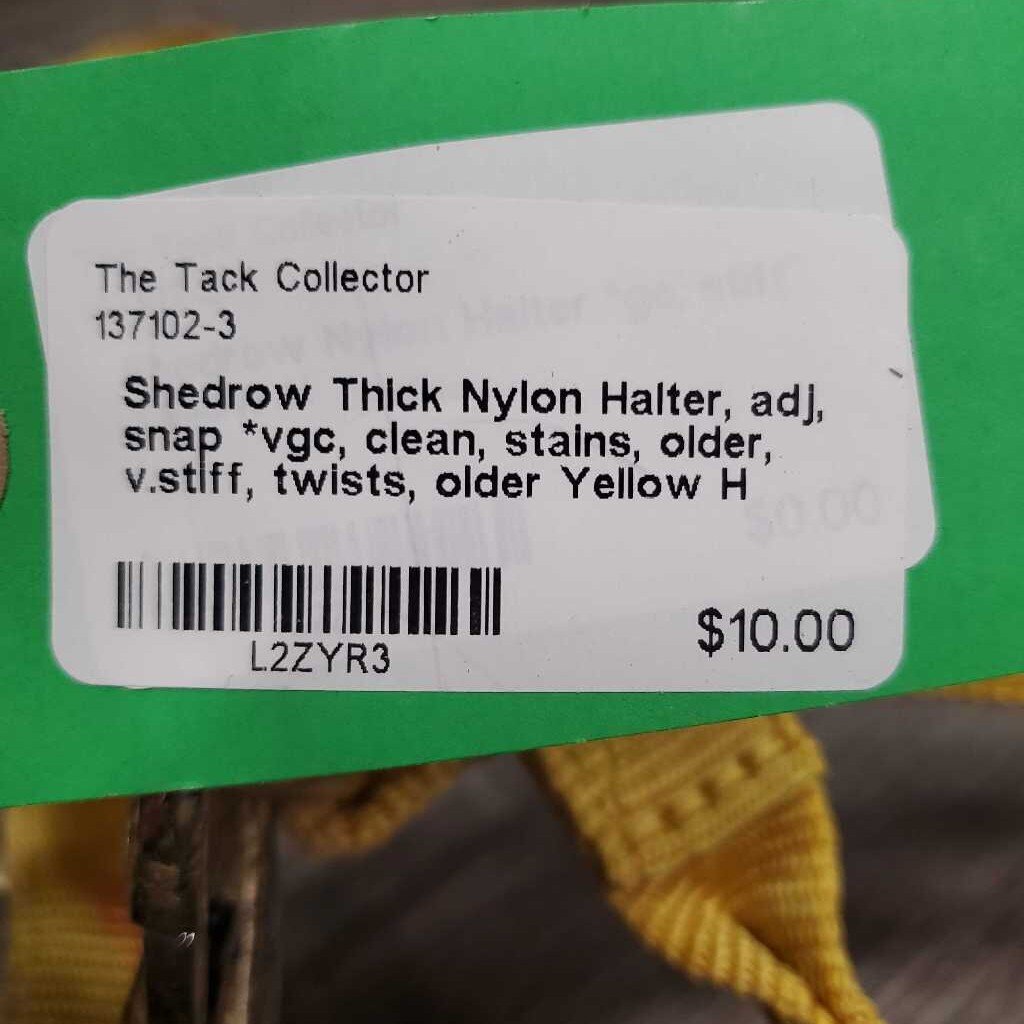 The Tack Collector
137102-3
Shedrow Thick Nylon Halter, adj,
snap *vgc, clean, stains, older,
v.stiff, twists, older Yellow H
L2ZYR3
$10.00